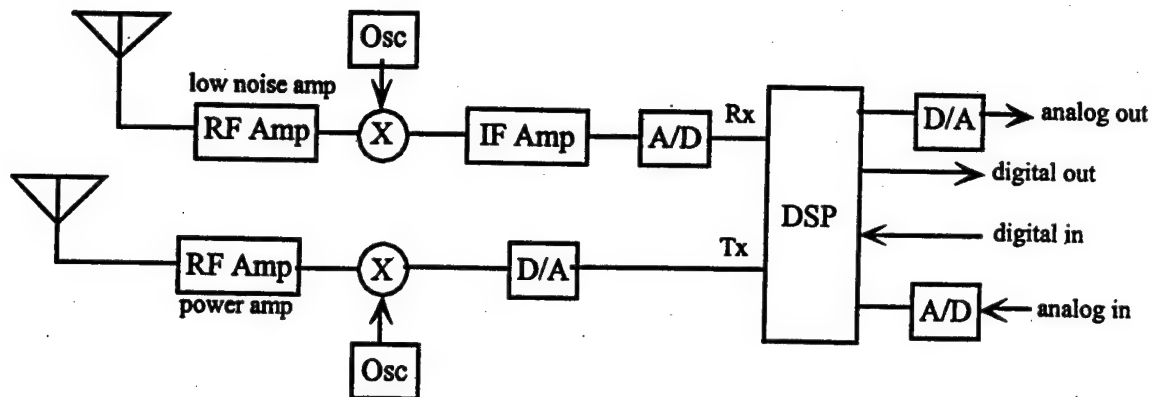 Osc
low noise amp
RF Amp
X
IF Amp
A/D
Rx
D/A
analog out
digital out
DSP
digital in
RF Amp
power amp
X
D/A
Tx
A/D
analog in
Osc